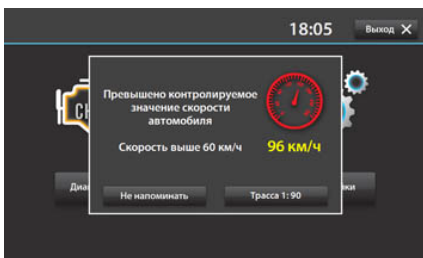 18:05
Выход
Превышено контролируемое
значение скорости
автомобиля
Скорость выше 60 км/ч
96 км/ч
Не напоминать
Трасса 1: 90